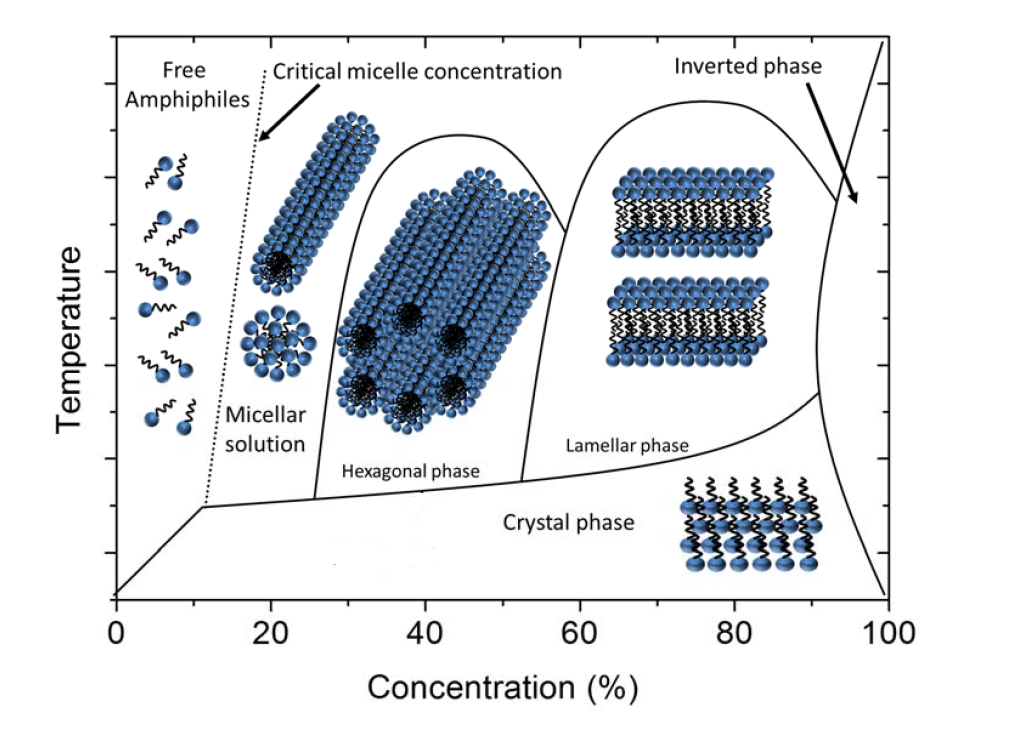 Free
Amphiphiles
Critical micelle concentration
Inverted phase
Micellar
solution
Hexagonal phase
Lamellar phase
Crystal phase
Temperature
0 20 40 60 80 100
Concentration (%)